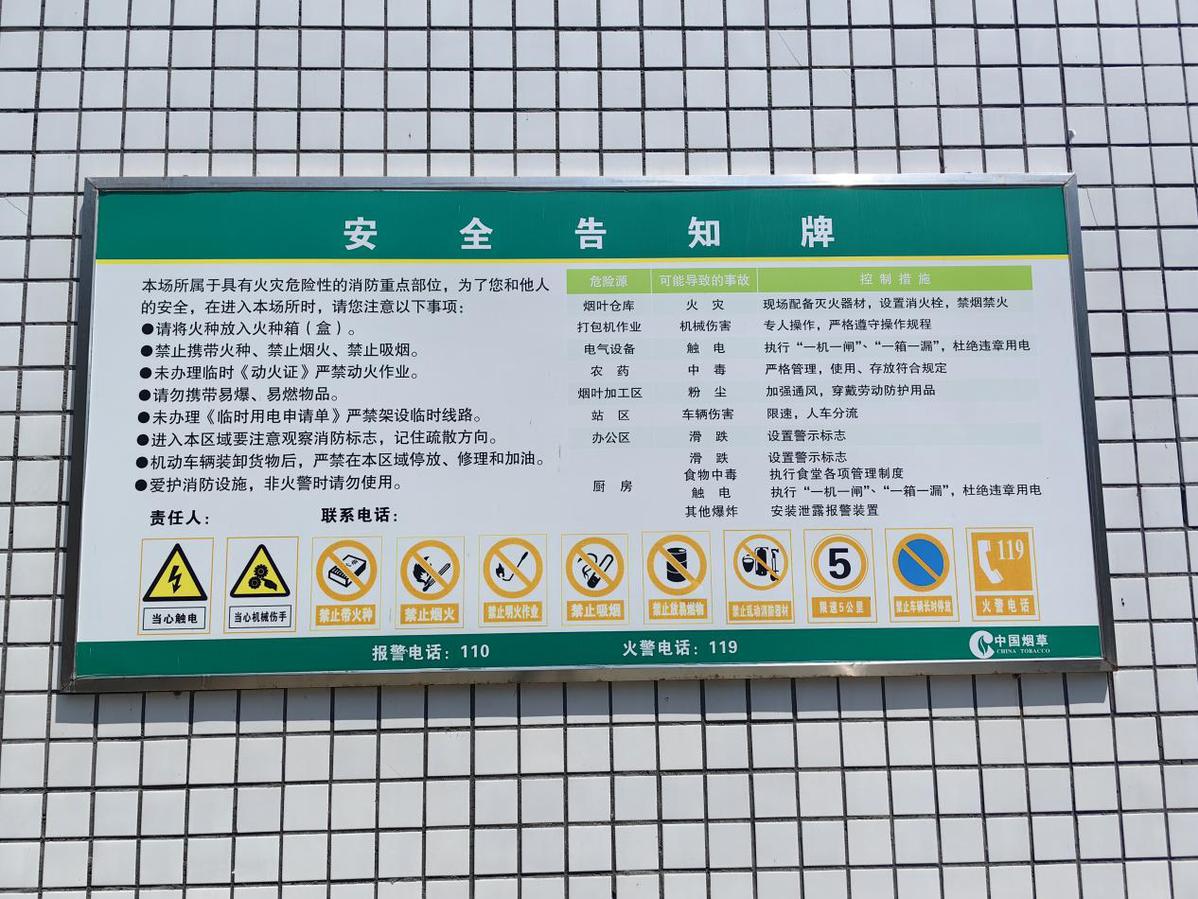 安全告知牌
本场所属于具有火灾危险性的消防重点部位，为了您和他人
的安全，在进入本场所时，请您注意以下事项：
●请将火种放入火种箱（盒）。
●禁止携带火种、禁止烟火、禁止吸烟。
●未办理临时《动火证》严禁动火作业。
●请勿携带易爆、易燃物品。
●未办理《临时用电申请单》严禁架设临时线路。
●进入本区域要注意观察消防标志，记住疏散方向。
●机动车辆装卸货物后，严禁在本区域停放、修理和加油。
●爱护消防设施，非火警时请勿使用。
责任人： 联系电话：
危险源 可能导致的事故 控制措施
烟叶仓库 火灾 现场配备灭火器材，设置消火栓，禁烟禁火
打包机作业 机械伤害 专人操作，严格遵守操作规程
电气设备 触电 执行“一机一闸”、“一箱一漏”，杜绝违章用电
农药 中毒 严格管理，使用、存放符合规定
烟叶加工区 粉尘 加强通风，穿戴劳动防护用品
站区 车辆伤害 限速，人车分流
办公区 滑跌 设置警示标志
滑跌 设置警示标志
食物中毒 执行食堂各项管理制度
厨房
触电 执行“一机一闸”、“一箱一漏”，杜绝违章用电
其他爆炸 安装泄露报警装置
5
119
当心触电 当心机械伤手 禁止带火种 禁止烟火 禁止明火作业 禁止吸烟 禁止放易燃物 禁止乱动消防器材 限速5公里 禁止车辆长时停放 火警电话
报警电话：110 火警电话：119 中国烟草
CHINA TOBACCO